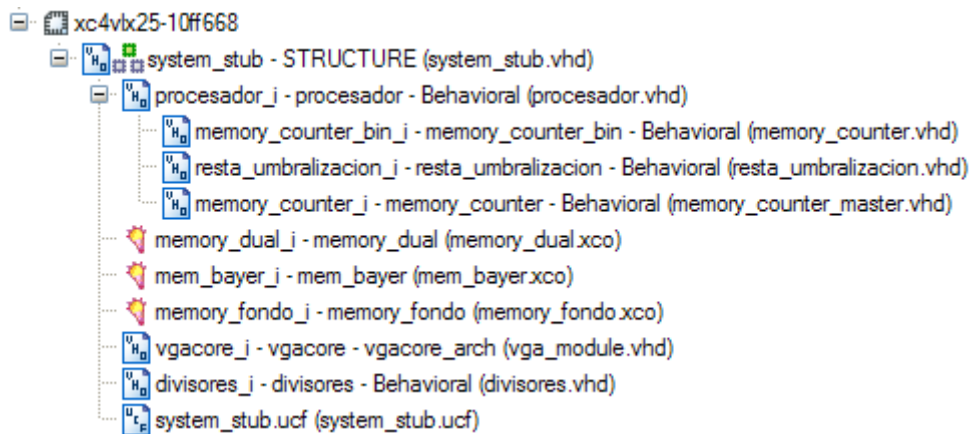 xc4vlx25-10ff668
system_stub - STRUCTURE (system_stub.vhd)
procesador_i - procesador - Behavioral (procesador.vhd)
memory_counter_bin_i - memory_counter_bin - Behavioral (memory_counter.vhd)
resta_umbralizacion_i - resta_umbralizacion - Behavioral (resta_umbralizacion.vhd)
memory_counter_i - memory_counter - Behavioral (memory_counter_master.vhd)
memory_dual_i - memory_dual (memory_dual.xco)
mem_bayer_i - mem_bayer (mem_bayer.xco)
memory_fondo_i - memory_fondo (memory_fondo.xco)
vgacore_i - vgacore - vgacore_arch (vga_module.vhd)
divisores_i - divisores - Behavioral (divisores.vhd)
system_stub.ucf (system_stub.ucf)